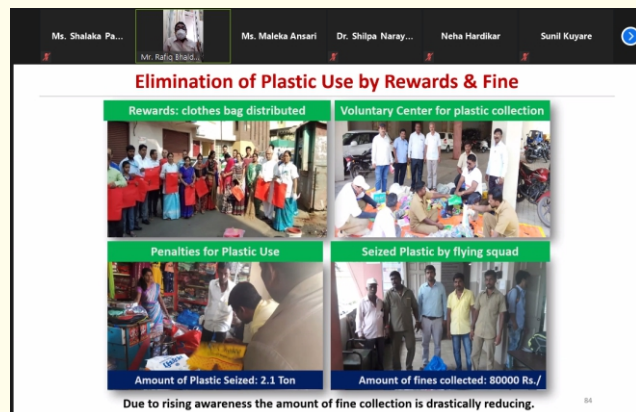 Ms. Shalaka Pa... Ms. Maleka Ansari Dr. Shilpa Naray... Neha Hardikar Sunil Kuyare
Mr. Rafiq Ehald...
Elimination of Plastic Use by Rewards & Fine
Rewards: clothes bag distributed
Voluntary Center for plastic collection
Penalties for Plastic Use
Seized Plastic by flying squad
Amount of Plastic Seized: 2.1 Ton
Amount of fines collected: 80000 Rs./
Due to rising awareness the amount of fine collection is drastically reducing.
84